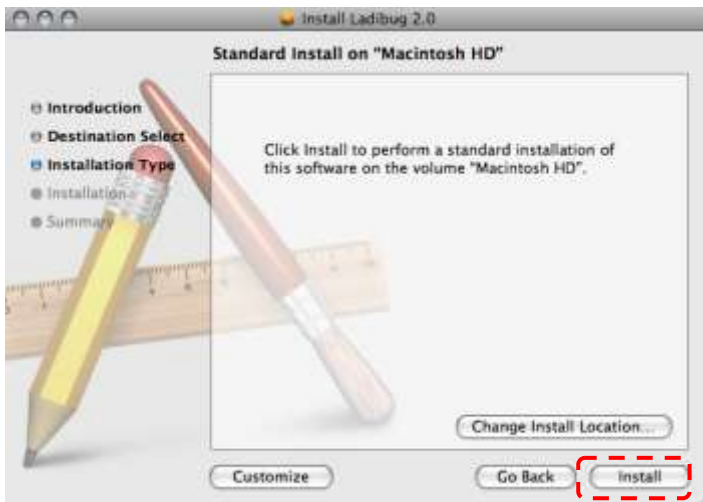 Install Ladibug 2.0
Standard Install on "Macintosh HD"
Introduction
Destination Select
Installation Type
Installation
Summary
Click Install to perform a standard installation of
this software on the volume "Macintosh HD".
Change Install Location...
Customize
Go Back
Install